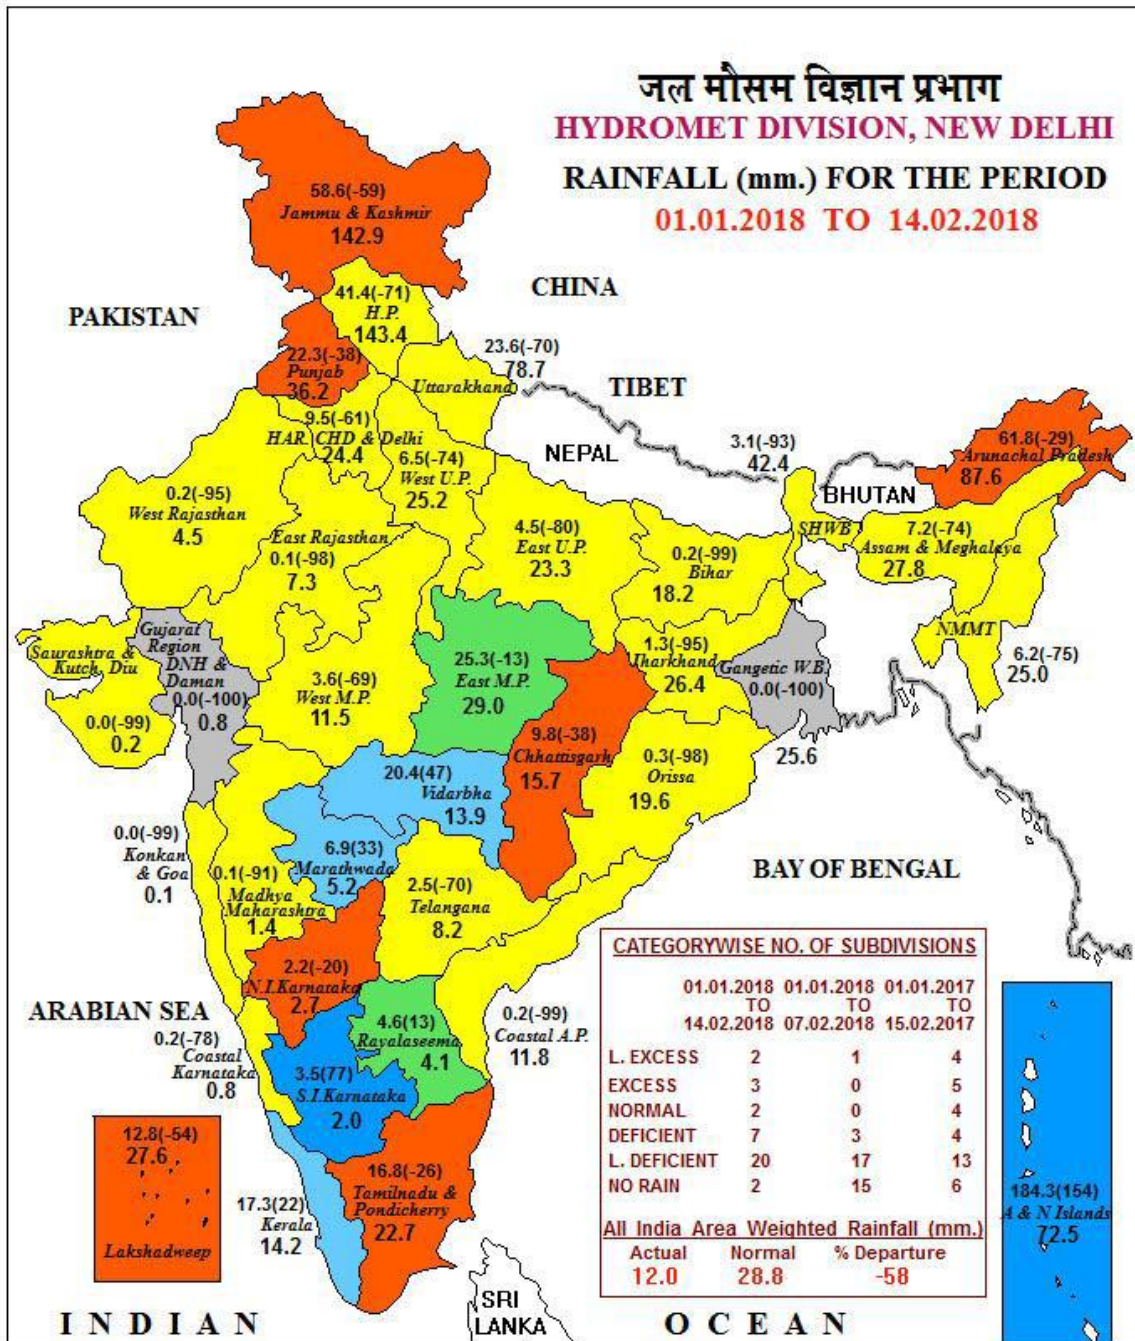 जल मौसम विज्ञान प्रभाग
HYDROMET DIVISION, NEW DELHI
RAINFALL (mm.) FOR THE PERIOD
01.01.2018 TO 14.02.2018
58.6(-59)
Jammu & Kashmir
142.9
CHINA
PAKISTAN
41.4(-71)
H.P.
143.4
22.3(-38)
Punjab
36.2
23.6(-70)
78.7
Uttarakhand
TIBET
9.5(-61)
HAR. CHD & Delhi
24.4
NEPAL
3.1(-93)
42.4
61.8(-29)
Arunachal Pradesh
87.6
BHUTAN
6.5(-74)
West U.P.
25.2
0.2(-95)
West Rajasthan
4.5
East Rajasthan
0.1(-98)
7.3
4.5(-80)
East U.P.
23.3
0.2(-99)
Bihar
18.2
SHWB
7.2(-74)
Assam & Meghalaya
27.8
NMMT
6.2(-75)
25.0
Saurashtra &
Kutch, Diu
0.0(-99)
0.2
Gujarat
Region
DNH &
Daman
0.0(-100)
0.8
3.6(-69)
West M.P.
11.5
25.3(-13)
East M.P.
29.0
1.3(-95)
Jharkhand
26.4
Gangetic W.B.
0.0(-100)
25.6
9.8(-38)
Chhattisgarh
15.7
0.3(-98)
Orissa
19.6
20.4(47)
Vidarbha
13.9
0.0(-99)
Konkan
& Goa
0.1
6.9(33)
Marathwada
5.2
0.1(-91)
Madhya
Maharashtra
1.4
2.5(-70)
Telangana
8.2
BAY OF BENGAL
2.2(-20)
N.I.Karnataka
2.7
ARABIAN SEA
0.2(-78)
Coastal
Karnataka
0.8
4.6(13)
Rayalaseema
4.1
0.2(-99)
Coastal A.P.
11.8
3.5(77)
S.I.Karnataka
2.0
12.8(-54)
27.6
Lakshadweep
17.3(22)
Kerala
14.2
16.8(-26)
Tamilnadu &
Pondicherry
22.7
CATEGORYWISE NO. OF SUBDIVISIONS
01.01.2018 01.01.2018 01.01.2017
TO TO TO
14.02.2018 07.02.2018 15.02.2017
L. EXCESS 2 1 4
EXCESS 3 0 5
NORMAL 2 0 4
DEFICIENT 7 3 4
L. DEFICIENT 20 17 13
NO RAIN 2 15 6
All India Area Weighted Rainfall (mm.)
Actual Normal % Departure
12.0 28.8 -58
184.3(154)
A & N Islands
72.5
SRI
LANKA
INDIAN OCEAN